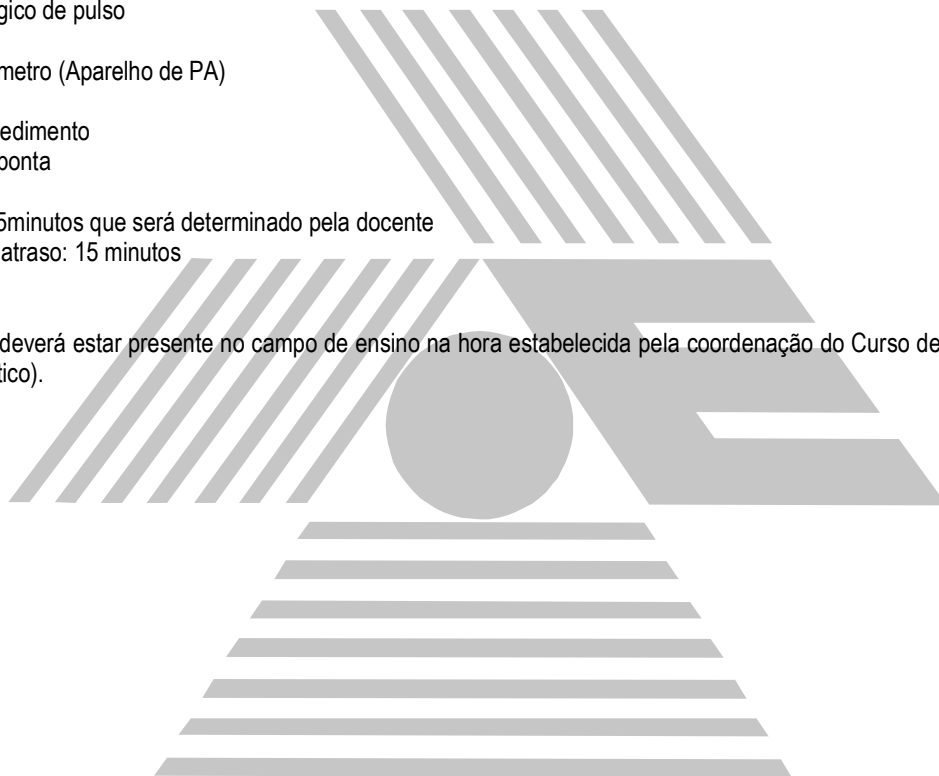 gico de pulso
metro (Aparelho de PA)
edimento
ponta
5minutos que será determinado pela docente
atraso: 15 minutos
deverá estar presente no campo de ensino na hora estabelecida pela coordenação do Curso de
tico).